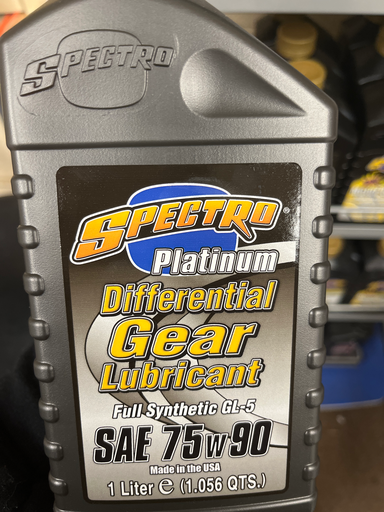 SPECTRO
SPECTRO®
Platinum
Differential
Gear
Lubricant
Full Synthetic GL-5
SAE 75W90
Made in the USA
1 Liter ℮ (1.056 QTS.)